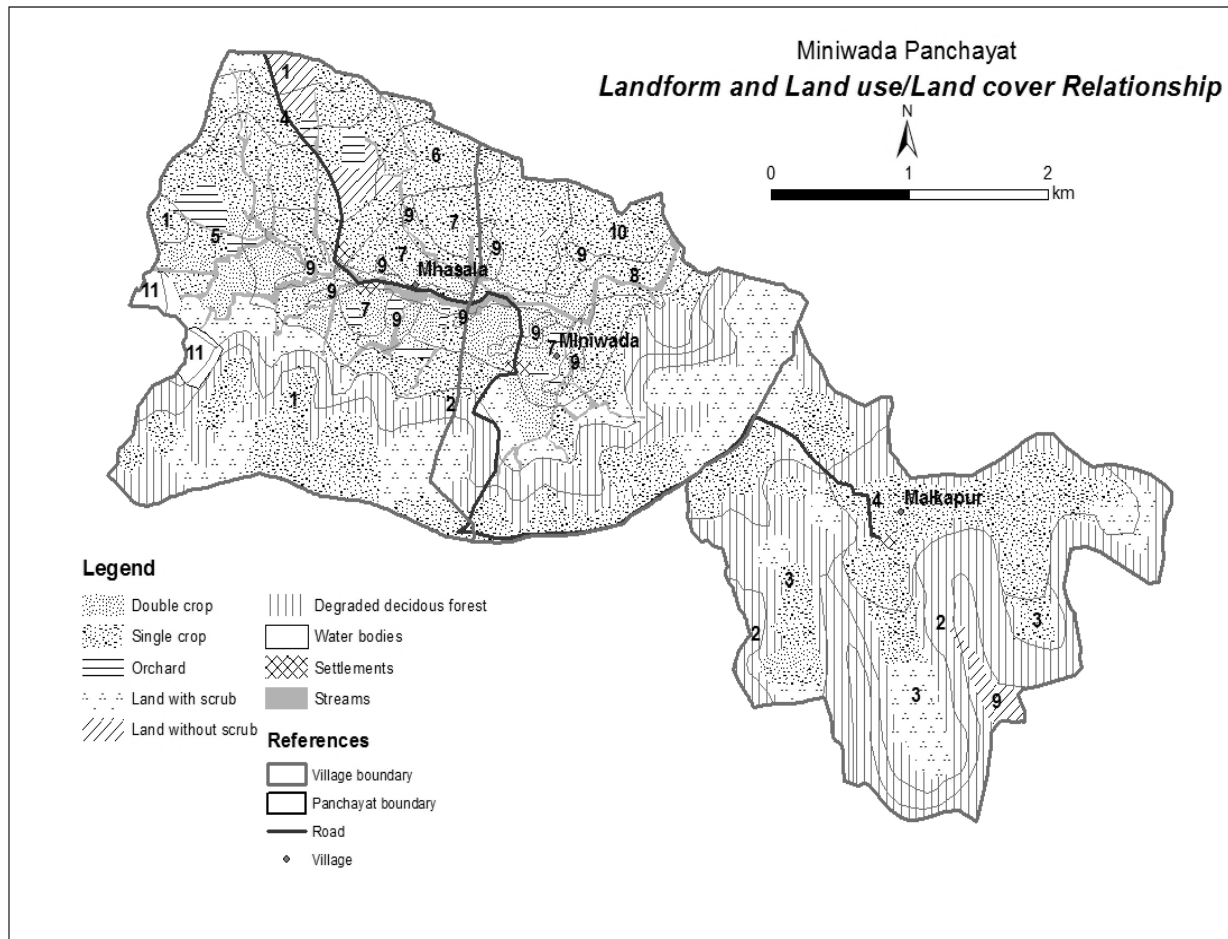 Miniwada Panchayat
Landform and Land use/Land cover Relationship
N
0 1 2
km
1
4
6
1
5
9
7
9
10
9
9
7
9
8
Mhasala
11
9
7
9
9
9
Miniwada
7
9
11
1
2
4
Malkapur
3
3
2
2
3
9
Legend
Double crop
Single crop
Orchard
Land with scrub
Land without scrub
Degraded decidous forest
Water bodies
Settlements
Streams
References
Village boundary
Panchayat boundary
Road
Village